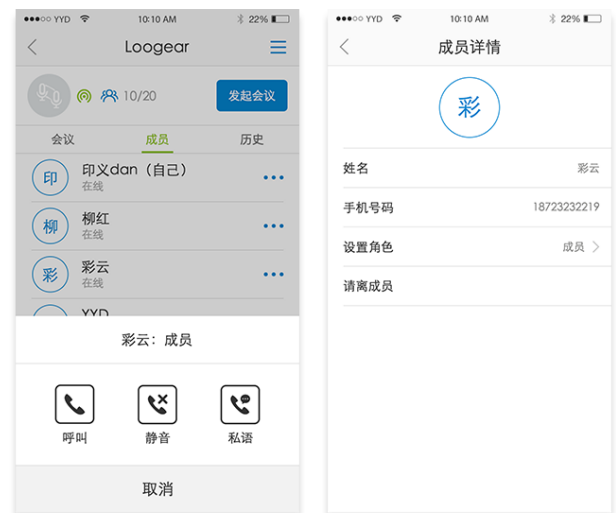 YYD 10:10 AM 22%
Loogear
10/20 发起会议
会议 成员 历史
印 印义dan（自己）
在线
柳 柳红
在线
彩 彩云
在线
YYD
彩云：成员
呼叫 静音 私语
取消
YYD 10:10 AM 22%
成员详情
彩
姓名 彩云
手机号码 18723232219
设置角色 成员
请离成员